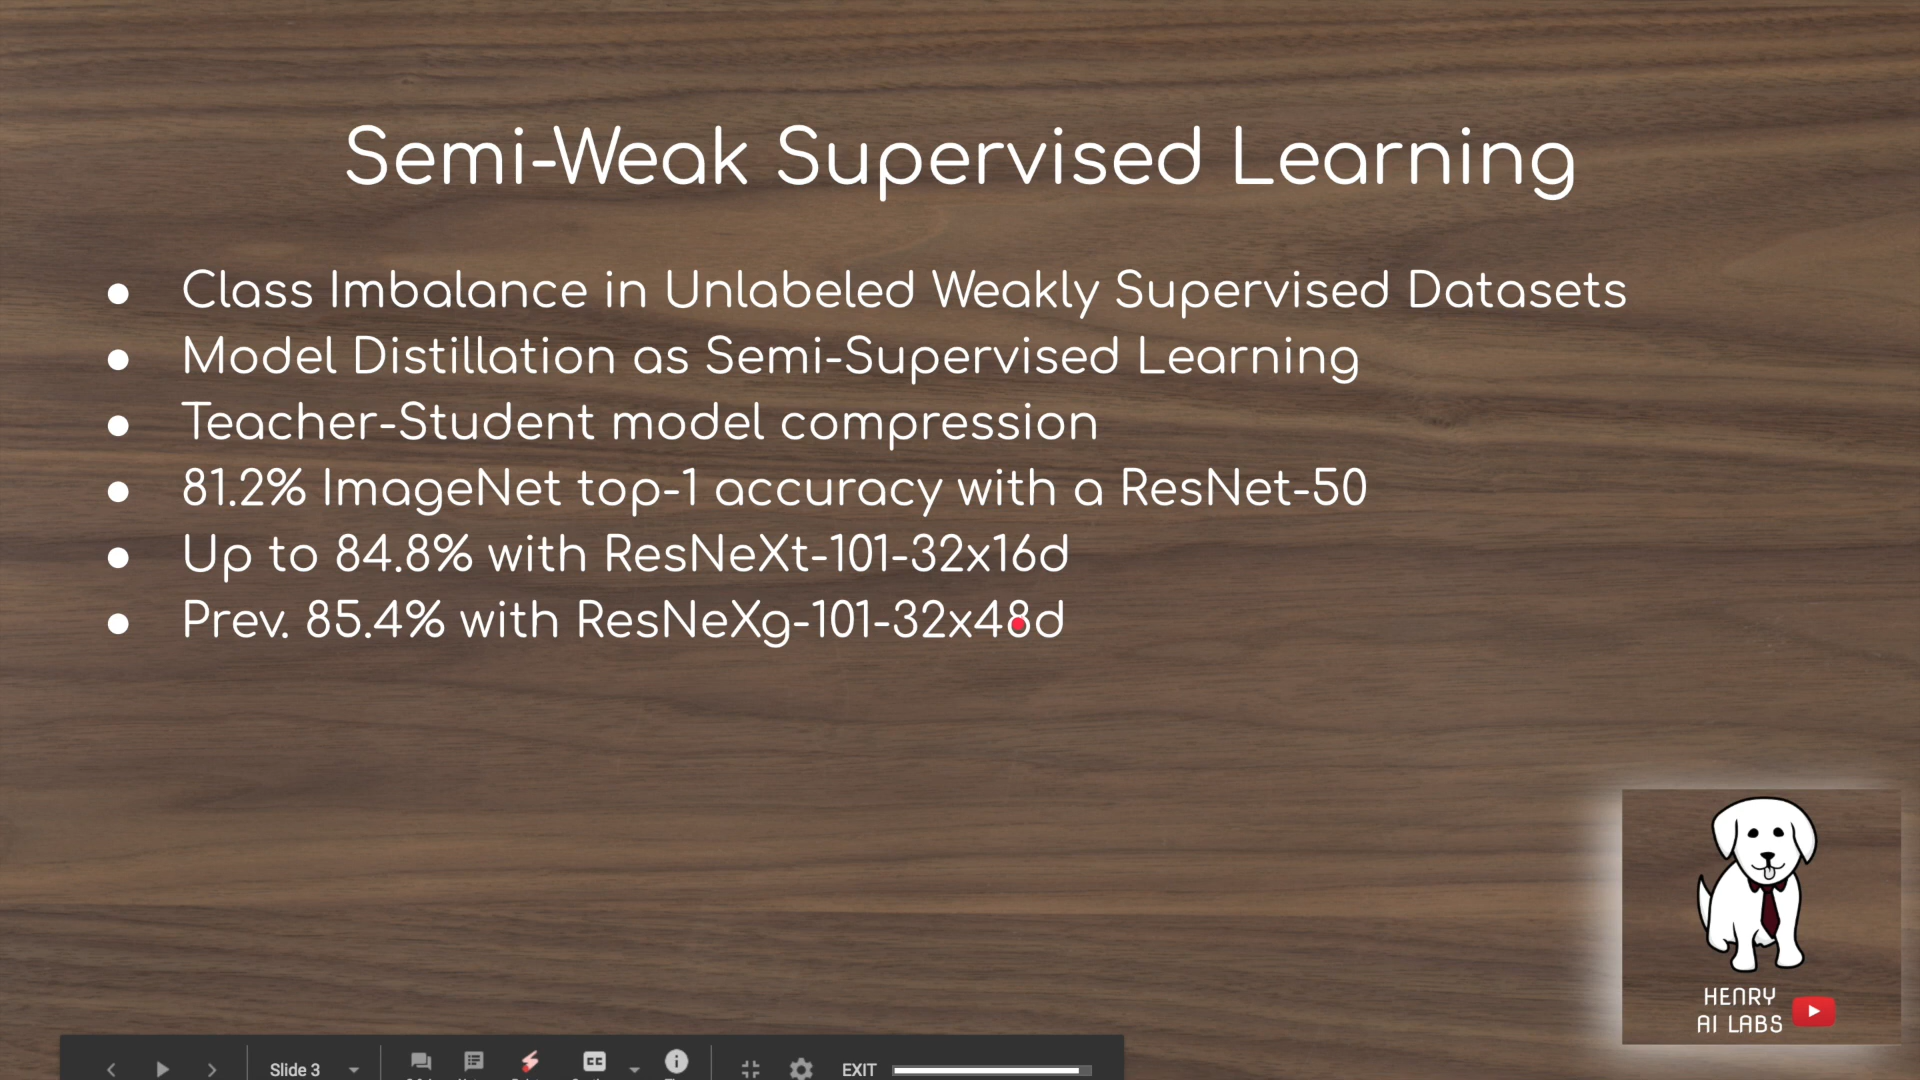 Semi-Weak Supervised Learning
● Class Imbalance in Unlabeled Weakly Supervised Datasets
● Model Distillation as Semi-Supervised Learning
● Teacher-Student model compression
● 81.2% ImageNet top-1 accuracy with a ResNet-50
● Up to 84.8% with ResNeXt-101-32x16d
● Prev. 85.4% with ResNeXg-101-32x48d
HENRY
AI LABS
Slide 3
CC
EXIT